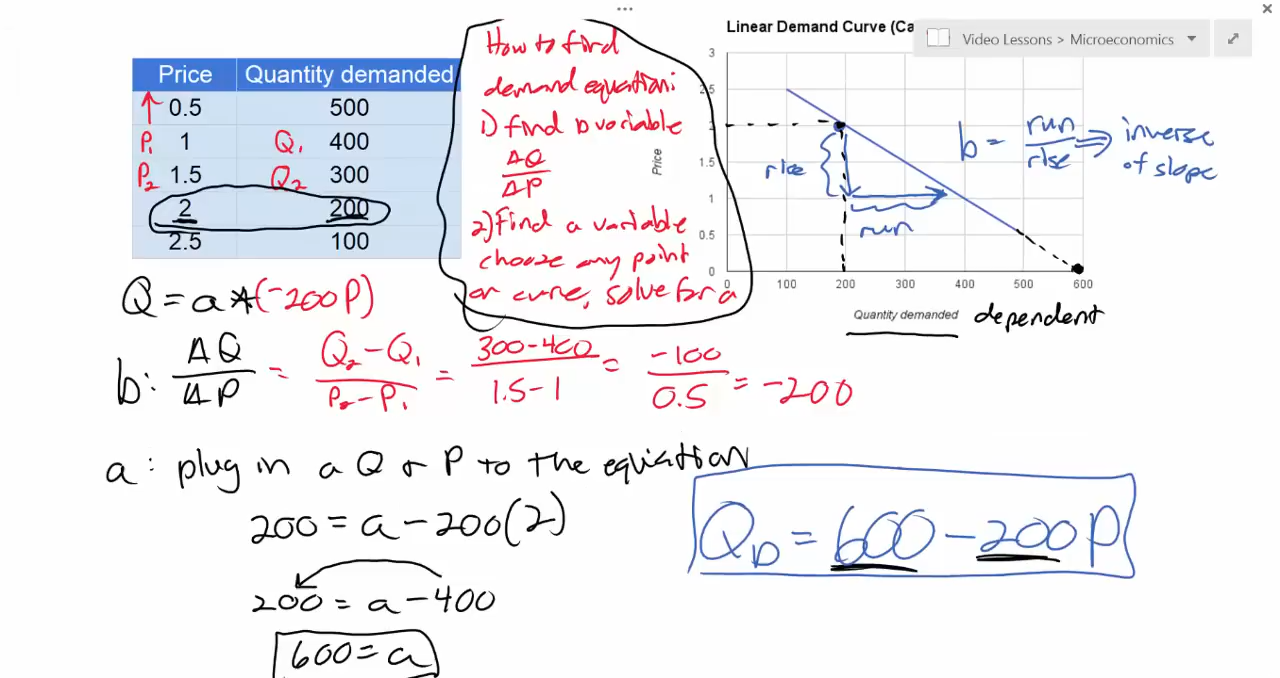 Linear Demand Curve (Ca
Video Lessons > Microeconomics
Price Quantity demanded
0.5 500
P1 1 Q1 400
P2 1.5 Q2 300
2 200
2.5 100
How to find
demand equation:
1) find b variable
ΔQ
ΔP
2) Find a variable
choose any point
on curve, solve for a
3
2.5
2
1.5
1
0.5
0
Price
rise
run
b = run
rise
⇒ inverse
of slope
0 100 200 300 400 500 600
Quantity demanded dependent
Q = a * (-200P)
b: ΔQ
ΔP
= Q2 - Q1
P2 - P1
= 300-400
1.5-1
= -100
0.5
= -200
a: plug in a Q + P to the equation
200 = a - 200(2)
200 = a - 400
600 = a
QD = 600 - 200P